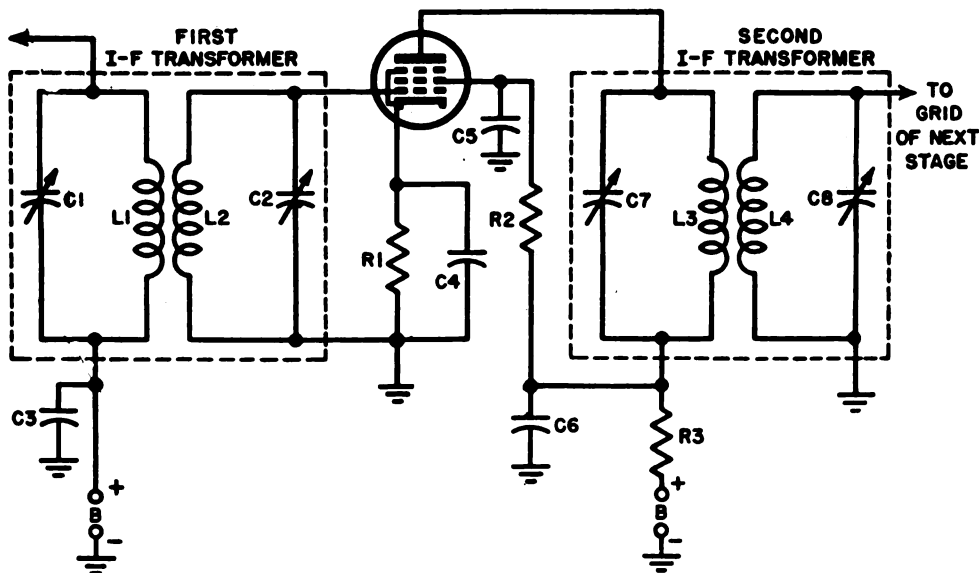 FIRST
I-F TRANSFORMER
SECOND
I-F TRANSFORMER
TO
GRID
OF NEXT
STAGE
C1
L1
L2
C2
C5
R2
C7
L3
L4
C8
R1
C4
C3
C6
R3
+
B
-
+
B
-